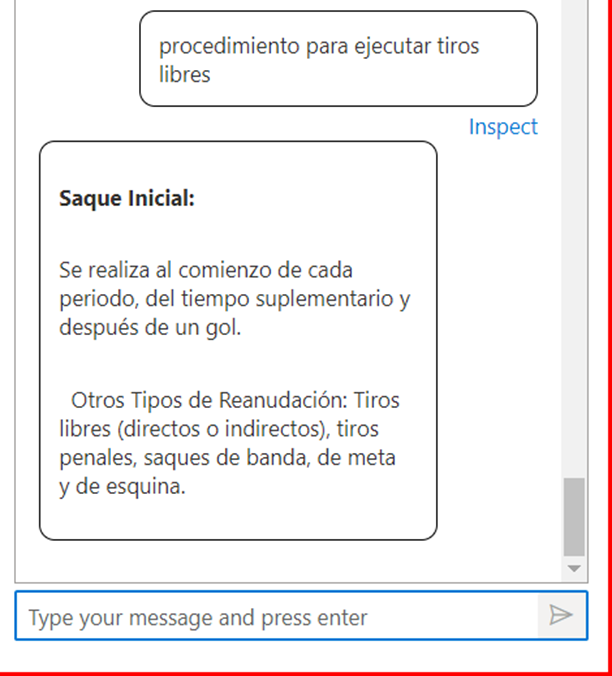 procedimiento para ejecutar tiros
libres
Inspect
Saque Inicial:
Se realiza al comienzo de cada
periodo, del tiempo suplementario y
después de un gol.
Otros Tipos de Reanudación: Tiros
libres (directos o indirectos), tiros
penales, saques de banda, de meta
y de esquina.
Type your message and press enter